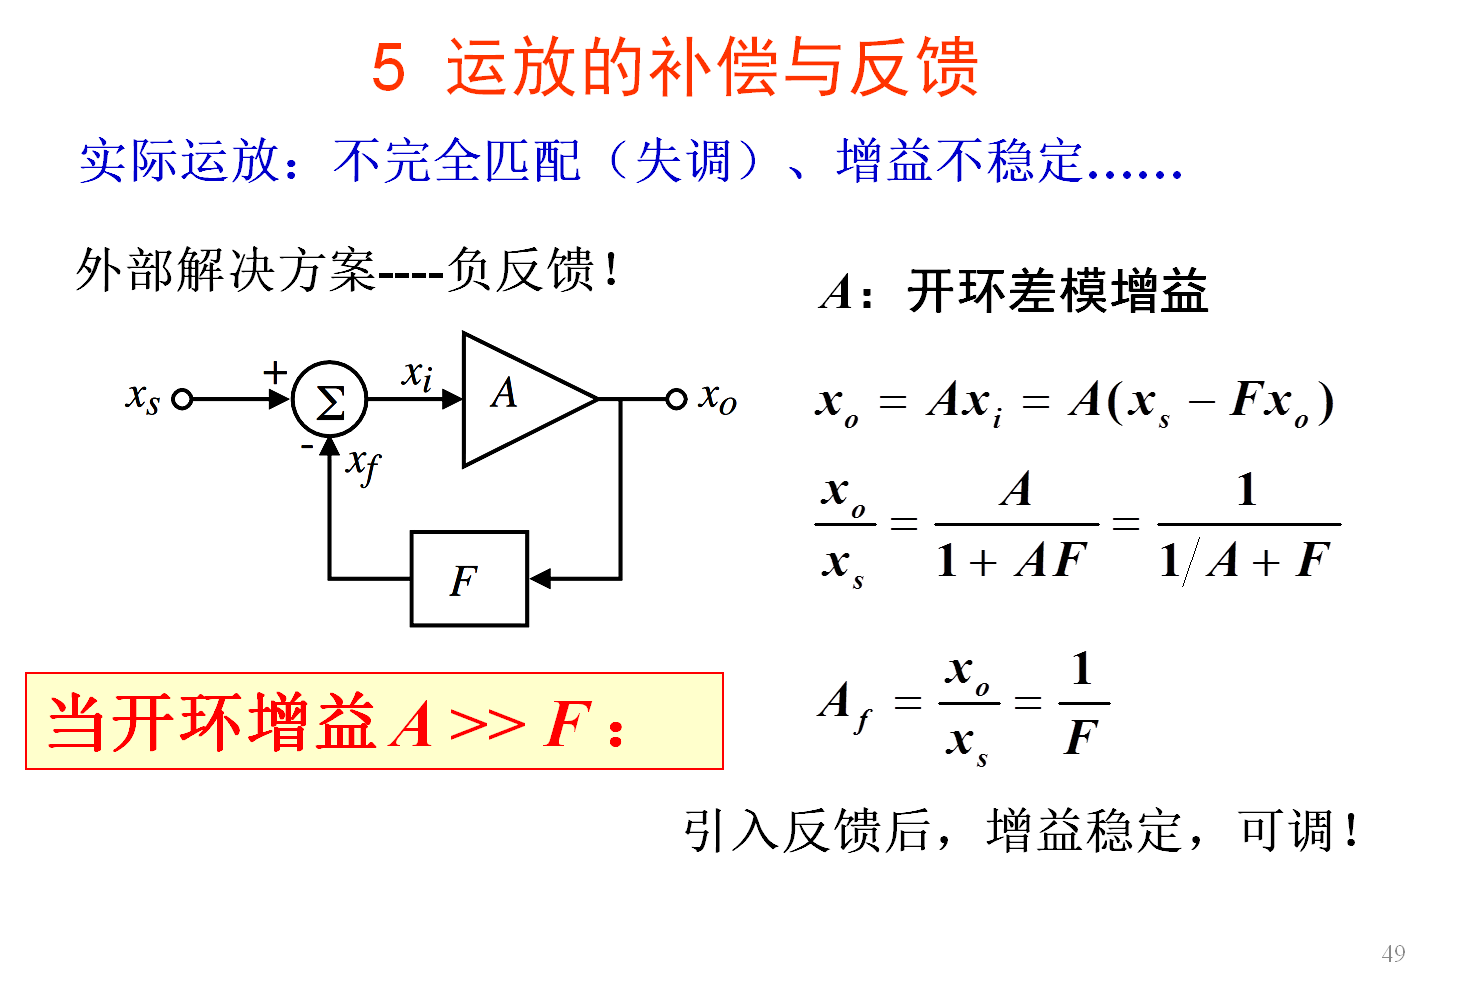 5 运放的补偿与反馈
实际运放：不完全匹配（失调）、增益不稳定……
外部解决方案----负反馈！
A：开环差模增益
xs + Σ xi A xo
- xf
F
xo = Axi = A(xs − Fxo)
xo/xs = A/(1 + AF) = 1/(1/A + F)
Af = xo/xs = 1/F
当开环增益 A >> F：
引入反馈后，增益稳定，可调！
49